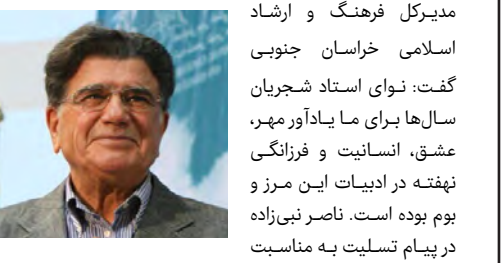 مدیرکل فرهنگ و ارشاد
اسلامی خراسان جنوبی
گفت: نوای استاد شجریان
سال‌ها برای ما یادآور مهر،
عشق، انسانیت و فرزانگی
نهفته در ادبیات این مرز و
بوم بوده است. ناصر نبی‌زاده
در پیام تسلیت به مناسبت